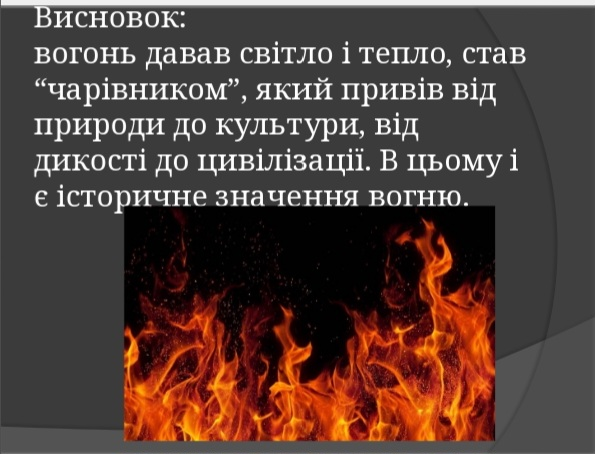 Висновок:
вогонь давав світло і тепло, став
“чарівником”, який привів від
природи до культури, від
дикості до цивілізації. В цьому і
є історичне значення вогню.